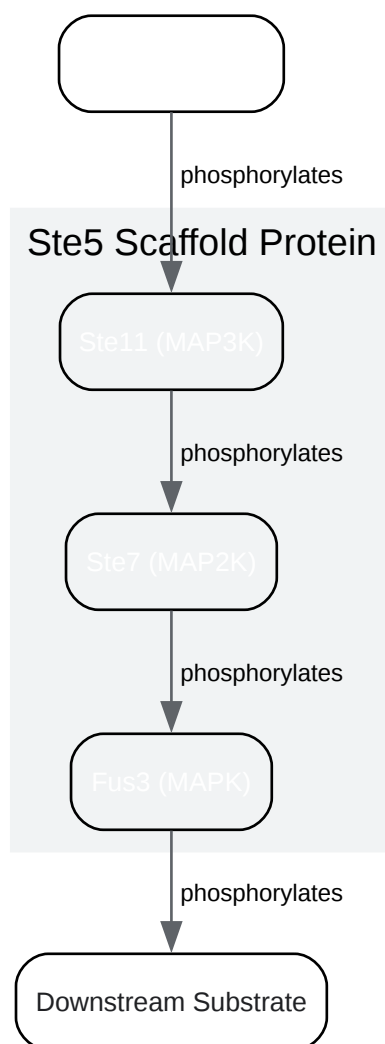 phosphorylates
Ste5 Scaffold Protein
Ste11 (MAP3K)
phosphorylates
Ste7 (MAP2K)
phosphorylates
Fus3 (MAPK)
phosphorylates
Downstream Substrate